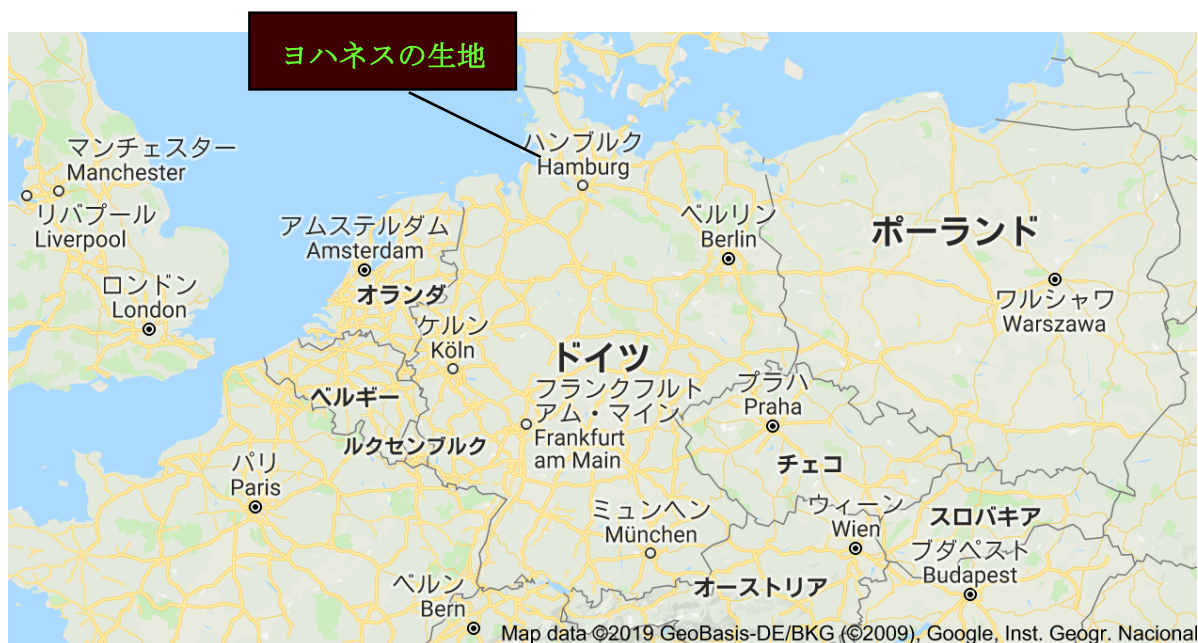 ヨハネスの生地
ハンブルク
Hamburg
マンチェスター
Manchester
リバプール
Liverpool
アムステルダム
Amsterdam
ベルリン
Berlin
ポーランド
ロンドン
London
オランダ
ワルシャワ
Warszawa
ケルン
Köln
ドイツ
ベルギー
フランクフルト
アム・マイン
Frankfurt
am Main
プラハ
Praha
ルクセンブルク
チェコ
パリ
Paris
ミュンヘン
München
ウィーン
Wien
スロバキア
ブダペスト
Budapest
ベルン
Bern
オーストリア
Map data ©2019 GeoBasis-DE/BKG (©2009), Google, Inst. Geogr. Nacional